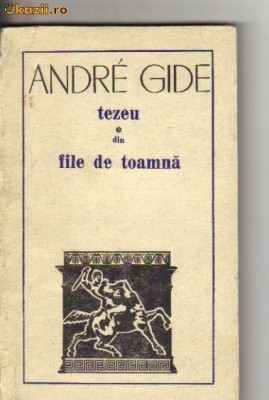 Okazii.ro
ANDRÉ GIDE
tezeu
din
file de toamnă